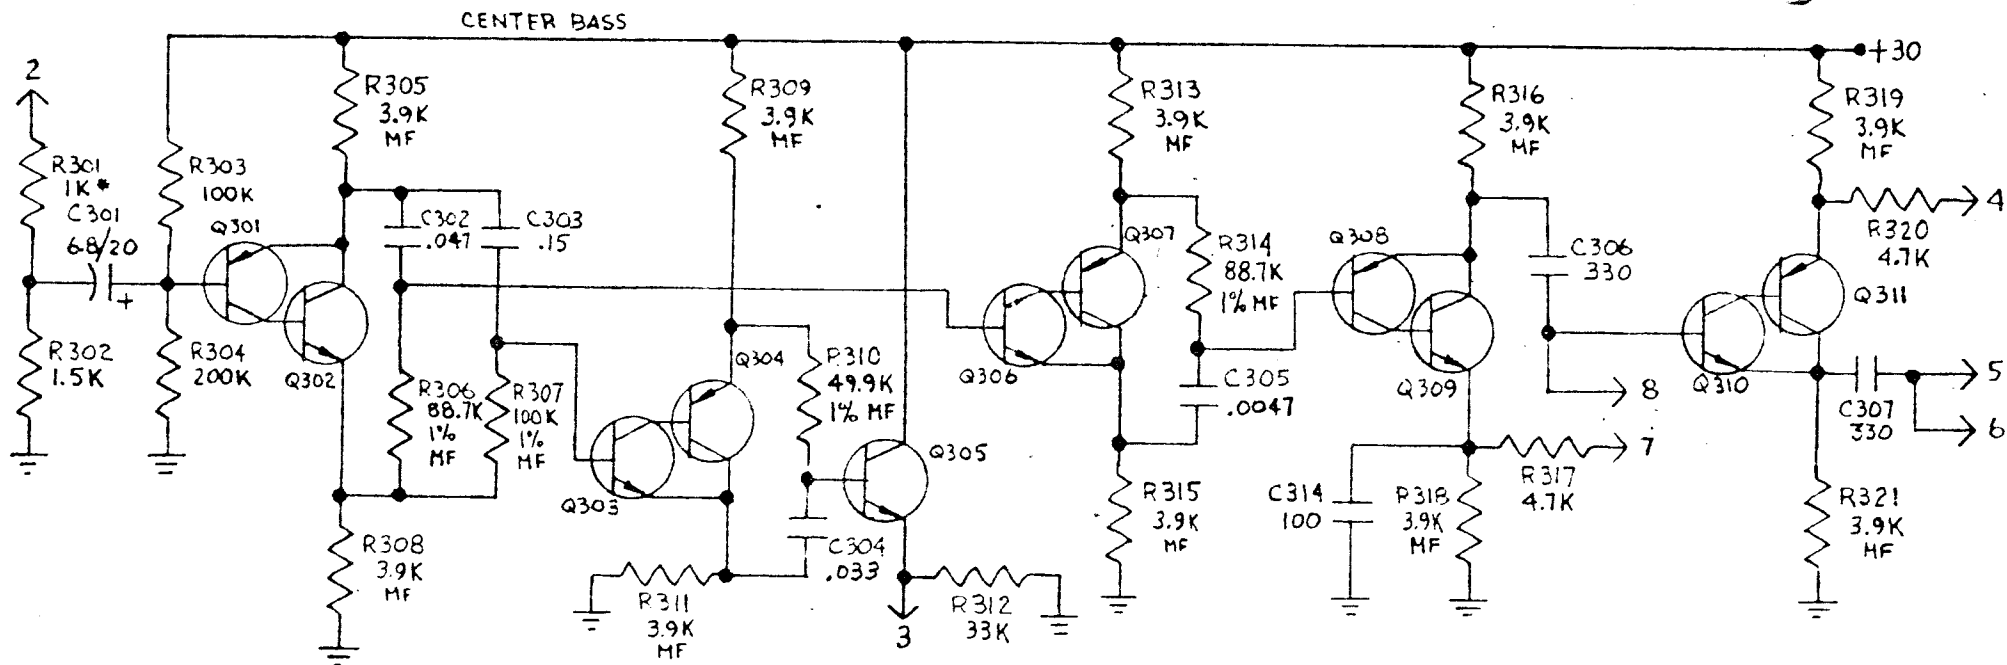 CENTER BASS
+30
2
R301
1K*
C301
68/20
+
R302
1.5K
R303
100K
R304
200K
Q301
Q302
R305
3.9K
MF
C302
.047
C303
.15
R306
88.7K
1%
MF
R307
100K
1%
MF
R308
3.9K
MF
R309
3.9K
MF
Q303
Q304
R310
49.9K
1% MF
C304
.033
R311
3.9K
MF
Q305
3
R312
33K
Q306
Q307
R313
3.9K
MF
R314
88.7K
1% MF
C305
.0047
R315
3.9K
MF
Q308
Q309
R316
3.9K
MF
C306
330
8
7
R317
4.7K
C314
100
R318
3.9K
MF
Q310
Q311
R319
3.9K
MF
R320
4.7K
4
5
6
C307
330
R321
3.9K
MF